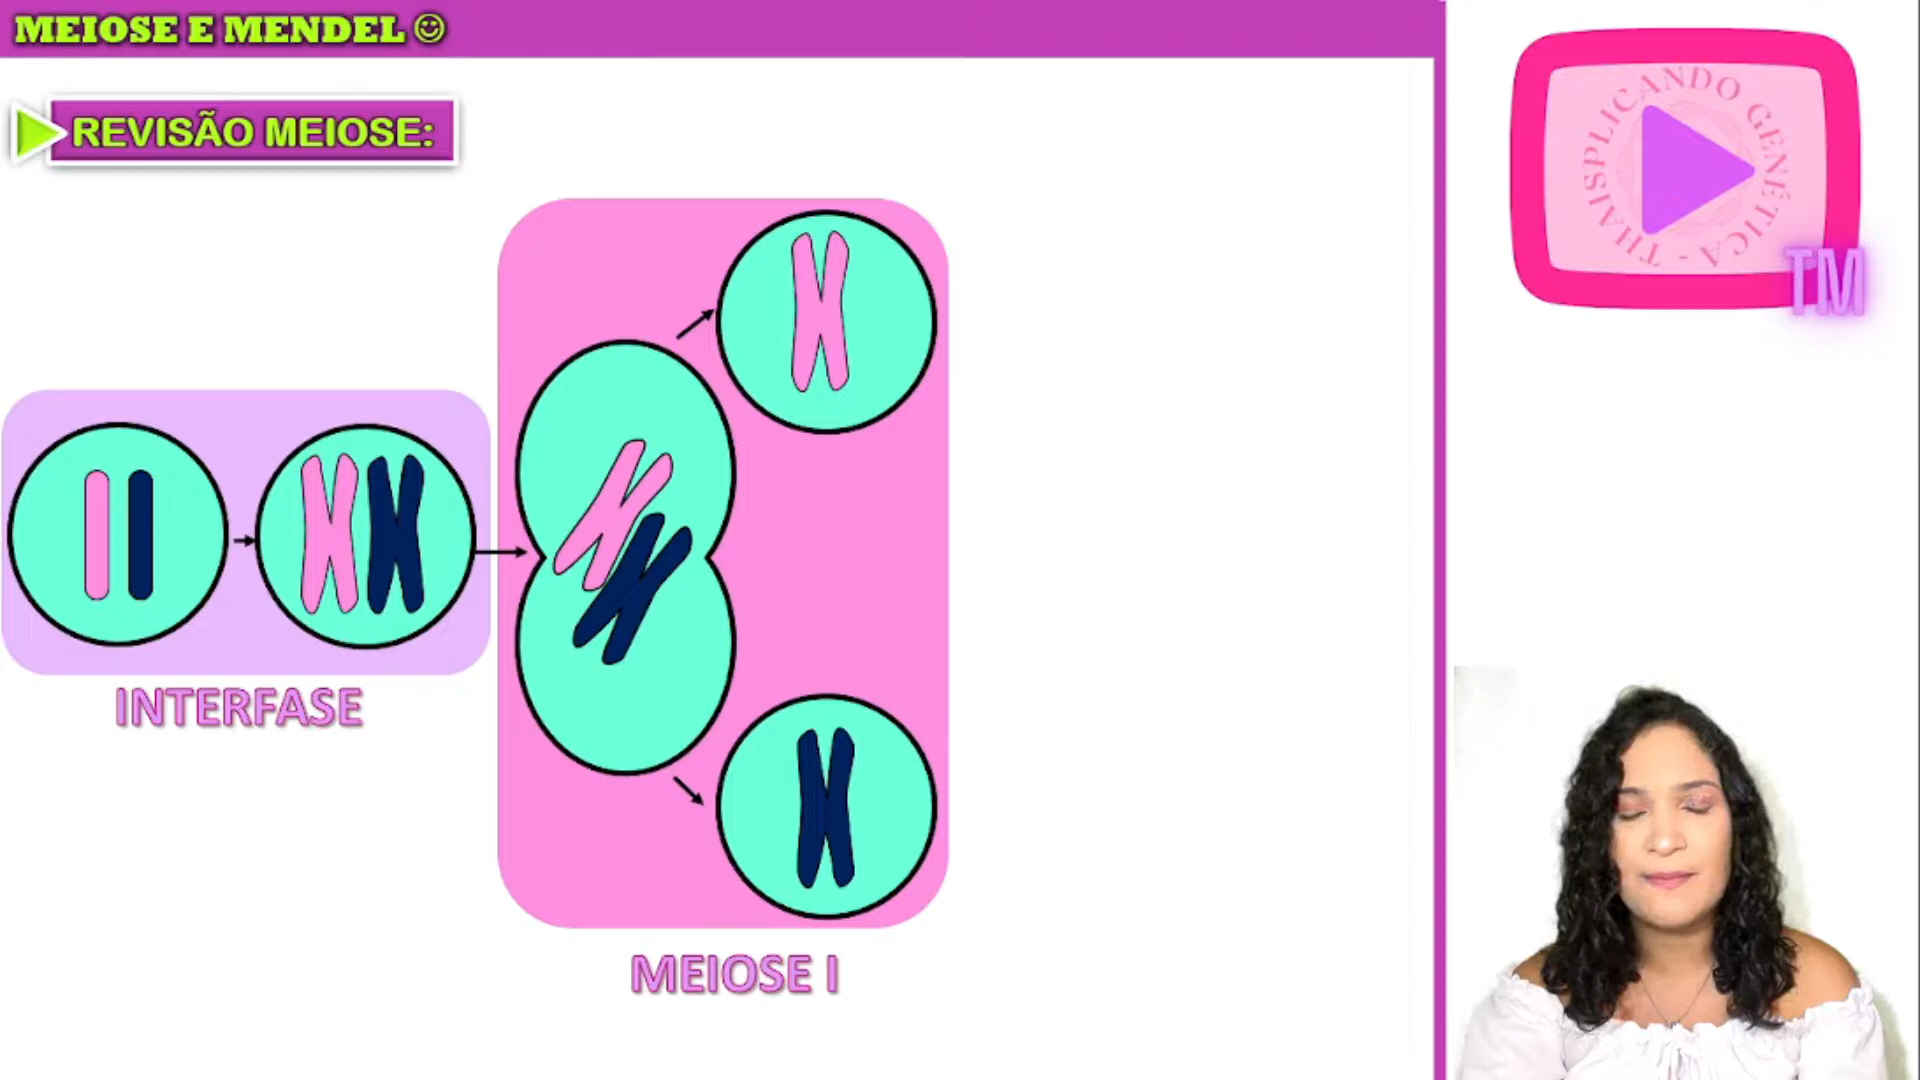 MEIOSE E MENDEL
REVISÃO MEIOSE:
INTERFASE
MEIOSE I
THAISPLICANDO GENÉTICA -
TM